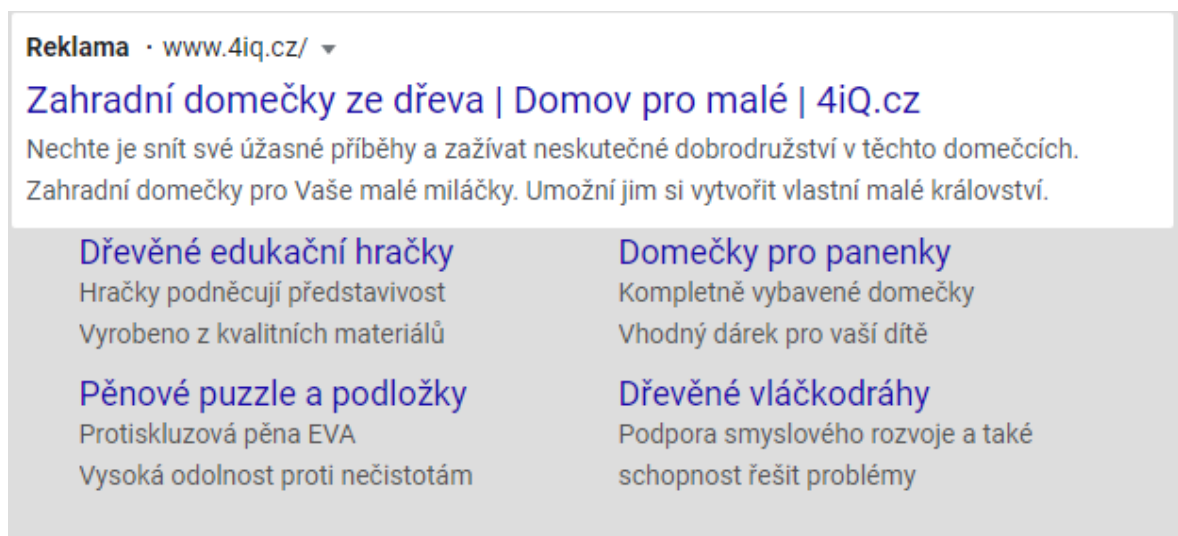 Reklama · www.4iq.cz/
Zahradní domečky ze dřeva | Domov pro malé | 4iQ.cz
Nechte je snít své úžasné příběhy a zažívat neskutečné dobrodružství v těchto domečcích.
Zahradní domečky pro Vaše malé miláčky. Umožní jim si vytvořit vlastní malé království.
Dřevěné edukační hračky
Hračky podněcují představivost
Vyrobeno z kvalitních materiálů
Domečky pro panenky
Kompletně vybavené domečky
Vhodný dárek pro vaší dítě
Pěnové puzzle a podložky
Protiskluzová pěna EVA
Vysoká odolnost proti nečistotám
Dřevěné vláčkodráhy
Podpora smyslového rozvoje a také
schopnost řešit problémy